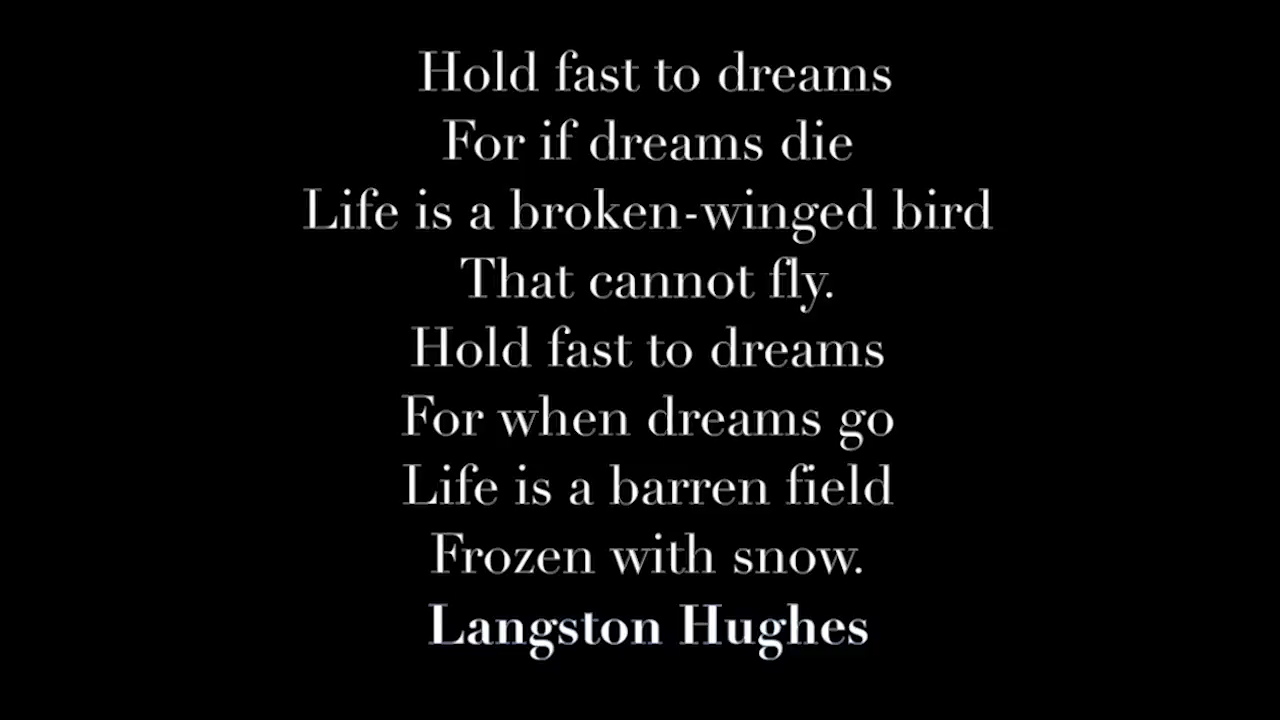 Hold fast to dreams
For if dreams die
Life is a broken-winged bird
That cannot fly.
Hold fast to dreams
For when dreams go
Life is a barren field
Frozen with snow.
Langston Hughes